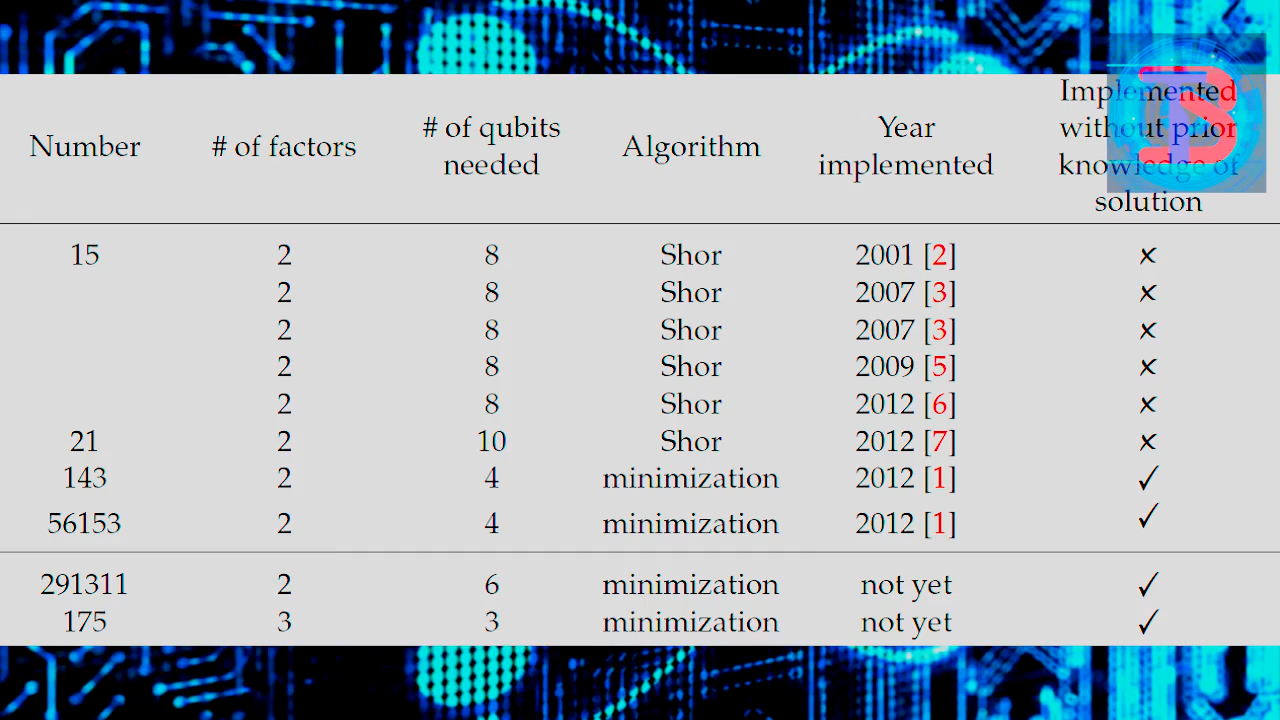 Number # of factors # of qubits needed Algorithm Year implemented Implemented without prior knowledge of solution
15 2 8 Shor 2001 [2] ×
2 8 Shor 2007 [3] ×
2 8 Shor 2007 [3] ×
2 8 Shor 2009 [5] ×
2 8 Shor 2012 [6] ×
21 2 10 Shor 2012 [7] ×
143 2 4 minimization 2012 [1] ✓
56153 2 4 minimization 2012 [1] ✓
291311 2 6 minimization not yet ✓
175 3 3 minimization not yet ✓